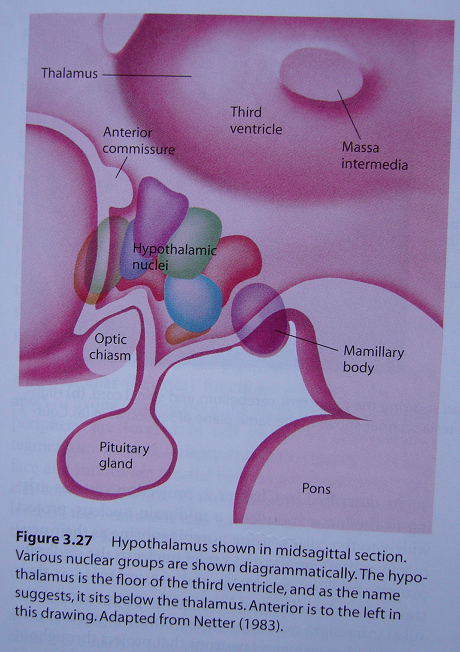 Thalamus
Third
ventricle
Massa
intermedia
Anterior
commissure
Hypothalamic
nuclei
Optic
chiasm
Mamillary
body
Pituitary
gland
Pons
Figure 3.27 Hypothalamus shown in midsagittal section.
Various nuclear groups are shown diagrammatically. The hypo-
thalamus is the floor of the third ventricle, and as the name
suggests, it sits below the thalamus. Anterior is to the left in
this drawing. Adapted from Netter (1983).